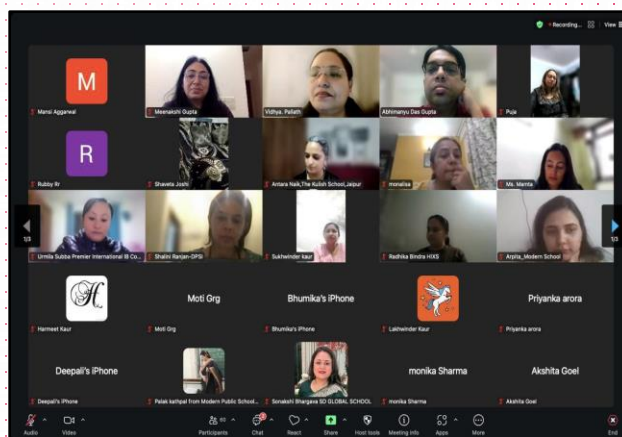 Recording... View
M
Mansi Aggarwal
Meenakshi Gupta
Vidhya, Pallath
Abhimanyu Das Gupta
Puja
R
Rubby Rr
Shaveta Joshi
Antara Naik,The Kulish School,Jaipur
monalisa
Ms. Mamta
1/3
Urmila Subba Premier International IB Co...
Shalini Ranjan-GPSI
Sukhwinder kaur
Radhika Bindra HIXS
Arpita_Modern School
1/3
H
Harmeet Kaur
Moti Grg
Moti Grg
Bhumika's iPhone
Bhumika's iPhone
Lakhwinder Kaur
Priyanka arora
Priyanka arora
Deepali's iPhone
Deepali's iPhone
Palak kathpal from Modern Public School...
Sonakshi Bhargava SD GLOBAL SCHOOL
monika Sharma
monika Sharma
Akshita Goel
Akshita Goel
Audio
Video
Participants
Chat
React
Share
Host tools
Meeting info
Apps
More
End